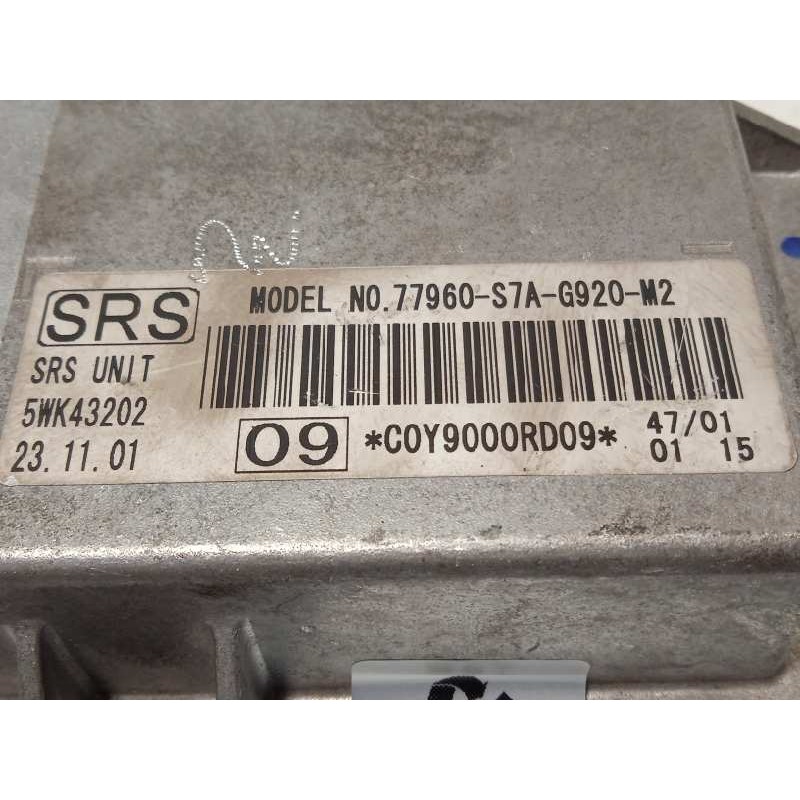 SRS
MODEL NO.77960-S7A-G920-M2
SRS UNIT
5WK43202
23.11.01
09
*C0Y9000RD09*
47/01
01 15